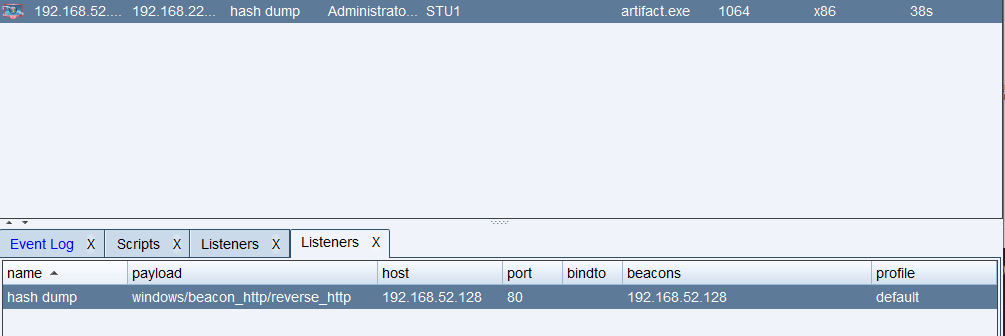 192.168.52.... 192.168.22... hash dump Administrato... STU1 artifact.exe 1064 x86 38s
Event Log X Scripts X Listeners X Listeners X
name payload host port bindto beacons profile
hash dump windows/beacon_http/reverse_http 192.168.52.128 80 192.168.52.128 default